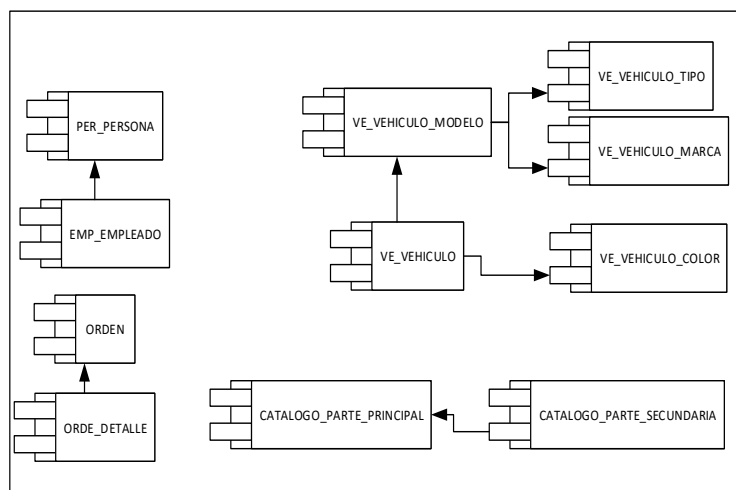 VE_VEHICULO_TIPO
PER_PERSONA
VE_VEHICULO_MODELO
VE_VEHICULO_MARCA
EMP_EMPLEADO
VE_VEHICULO
VE_VEHICULO_COLOR
ORDEN
ORDE_DETALLE
CATALOGO_PARTE_PRINCIPAL
CATALOGO_PARTE_SECUNDARIA